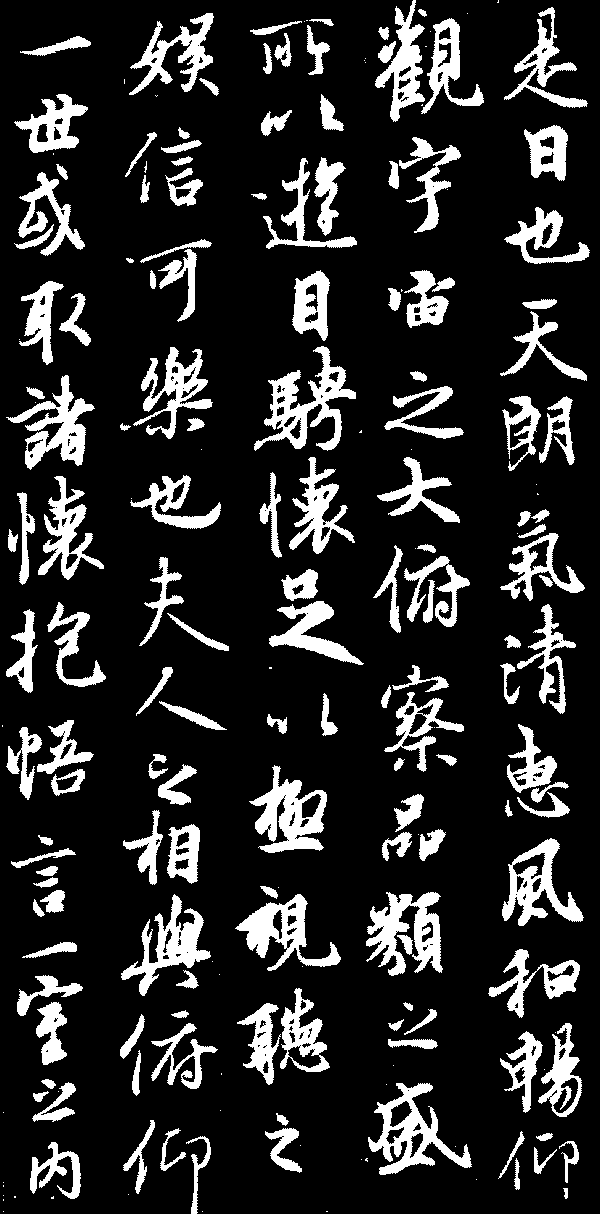 是日也天朗氣清惠風和暢仰
觀宇宙之大俯察品類之盛
所以遊目騁懷足以極視聽之
娛信可樂也夫人之相與俯仰
一世或取諸懷抱悟言一室之內